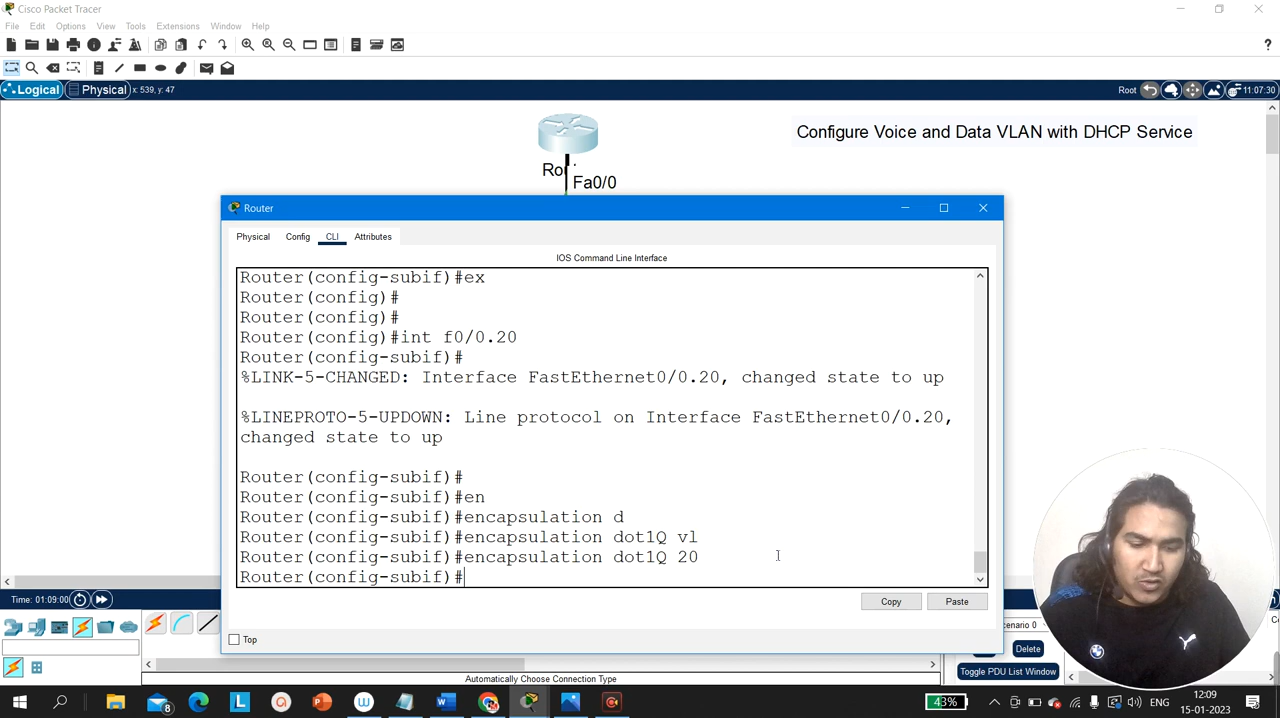 Cisco Packet Tracer
File Edit Options View Tools Extensions Window Help
Logical Physical x: 539, y: 47 Root 11:07:30
Configure Voice and Data VLAN with DHCP Service
Fa0/0
Router
Physical Config CLI Attributes
IOS Command Line Interface
Router(config-subif)#ex
Router(config)#
Router(config)#
Router(config)#int f0/0.20
Router(config-subif)#
%LINK-5-CHANGED: Interface FastEthernet0/0.20, changed state to up
%LINEPROTO-5-UPDOWN: Line protocol on Interface FastEthernet0/0.20,
changed state to up
Router(config-subif)#
Router(config-subif)#en
Router(config-subif)#encapsulation d
Router(config-subif)#encapsulation dot1Q vl
Router(config-subif)#encapsulation dot1Q 20
Router(config-subif)#
Copy Paste
Time: 01:09:00
cenario 0
Top
Delete
Toggle PDU List Window
Automatically Choose Connection Type
43% ENG 12:09
15-01-2023